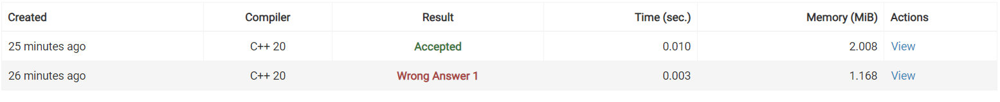 Created Compiler Result Time (sec.) Memory (MiB) Actions
25 minutes ago C++ 20 Accepted 0.010 2.008 View
26 minutes ago C++ 20 Wrong Answer 1 0.003 1.168 View